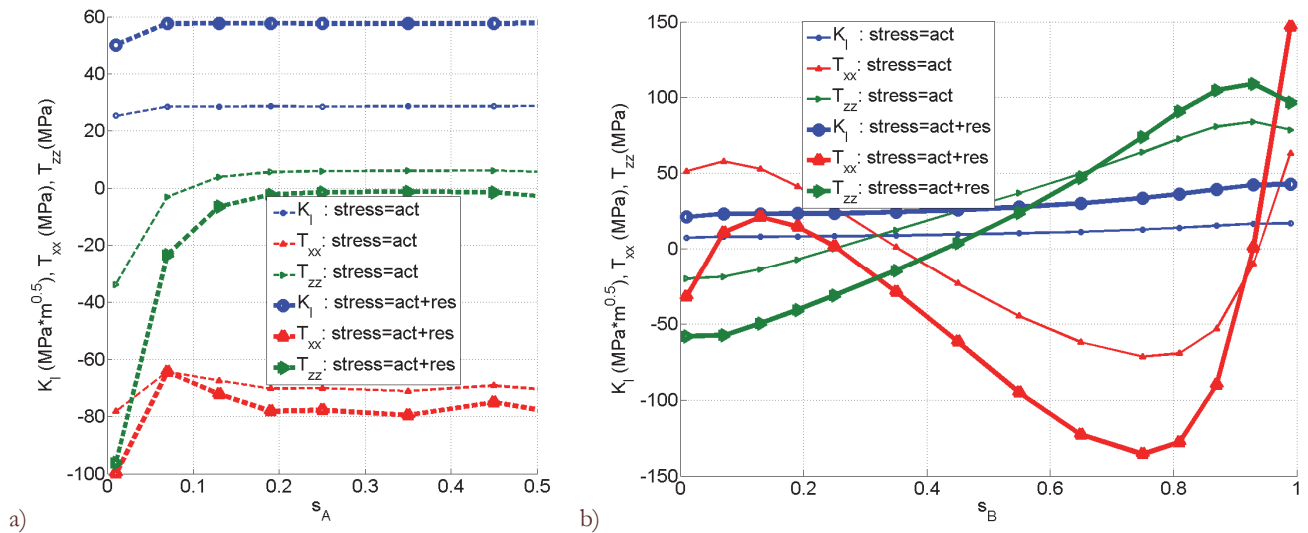 K_I (MPa*m^0.5), T_xx (MPa), T_zz(MPa)
60
40
20
0
-20
-40
-60
-80
-100
K_I : stress=act
T_xx: stress=act
T_zz: stress=act
K_I : stress=act+res
T_xx: stress=act+res
T_zz: stress=act+res
0 0.1 0.2 0.3 0.4 0.5
s_A
a)
K_I (MPa*m^0.5), T_xx (MPa), T_zz(MPa)
150
100
50
0
-50
-100
-150
K_I : stress=act
T_xx: stress=act
T_zz: stress=act
K_I : stress=act+res
T_xx: stress=act+res
T_zz: stress=act+res
0 0.2 0.4 0.6 0.8 1
s_B
b)